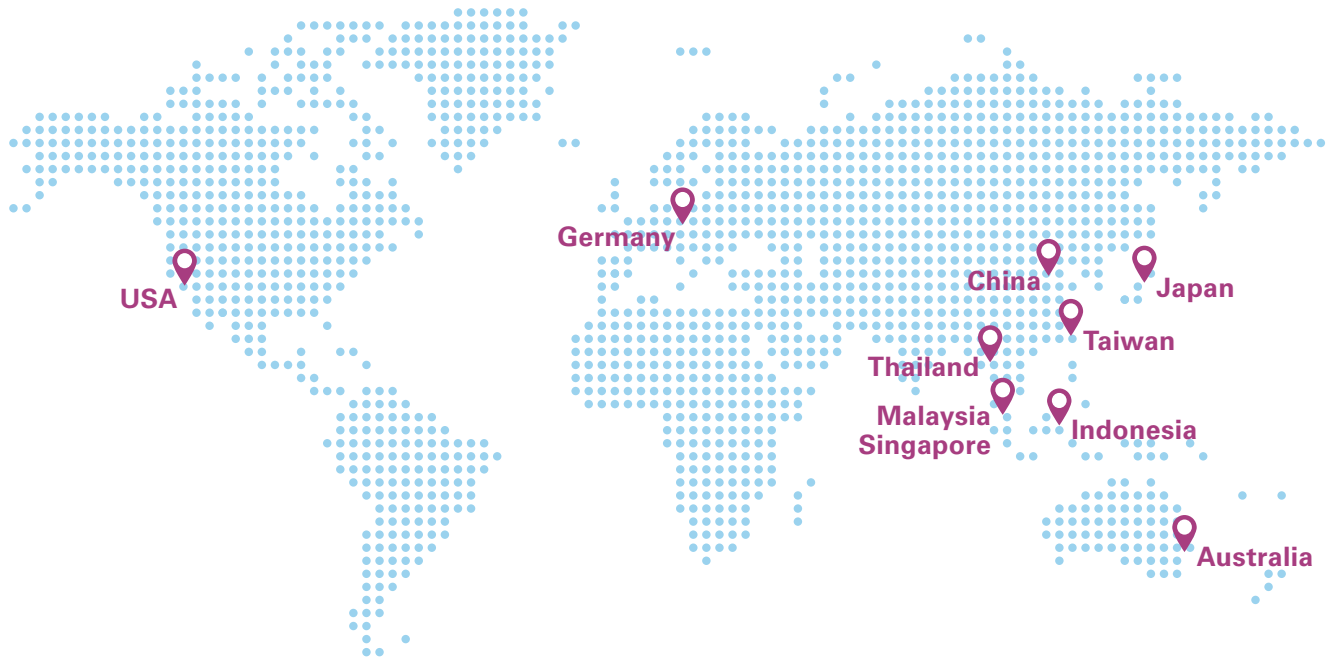 Germany
China
Japan
USA
Taiwan
Thailand
Malaysia
Singapore
Indonesia
Australia